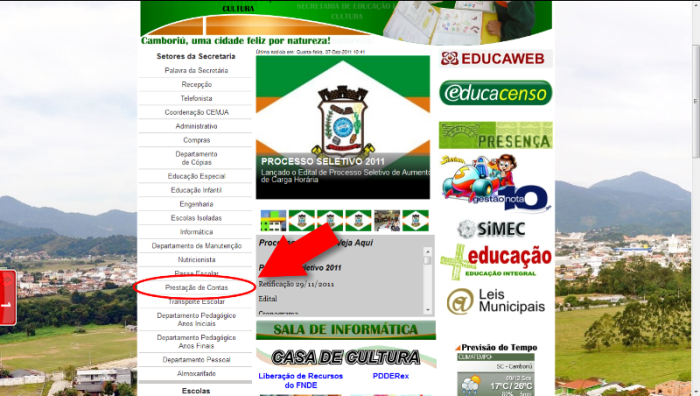 CULTURA
SECRETARIA DE EDUCAÇÃO
CULTURA
Camboriú, uma cidade feliz por natureza!
Setores da Secretaria
Palavra da Secretária
Recepção
Telefonista
Coordenação CEMJA
Administrativo
Compras
Departamento
de Cópias
Educação Especial
Educação Infantil
Engenharia
Escolas Isoladas
Informática
Departamento de Manutenção
Nutricionista
Passe Escolar
Prestação de Contas
Transporte Escolar
Departamento Pedagógico
Anos Iniciais
Departamento Pedagógico
Anos Finais
Departamento Pessoal
Almoxarifado
Escolas
Última notícia em: Quarta-feira, 07-Dez-2011 10:41
PROCESSO SELETIVO 2011
Lançado o Edital de Processo Seletivo de Aumento
de Carga Horária
Veja Aqui
Seletivo 2011
Retificação 29/11/2011
Edital
Cronograma
SALA DE INFORMÁTICA
CASA DE CULTURA
Liberação de Recursos
do FNDE
PDDERex
EDUCAWEB
educacenso
PRESENÇA
gestão nota
10
SiMEC
educação
EDUCAÇÃO INTEGRAL
Leis
Municipais
Previsão do Tempo
CLIMATEMPO
SC - Camboriú
17°C / 26°C
1